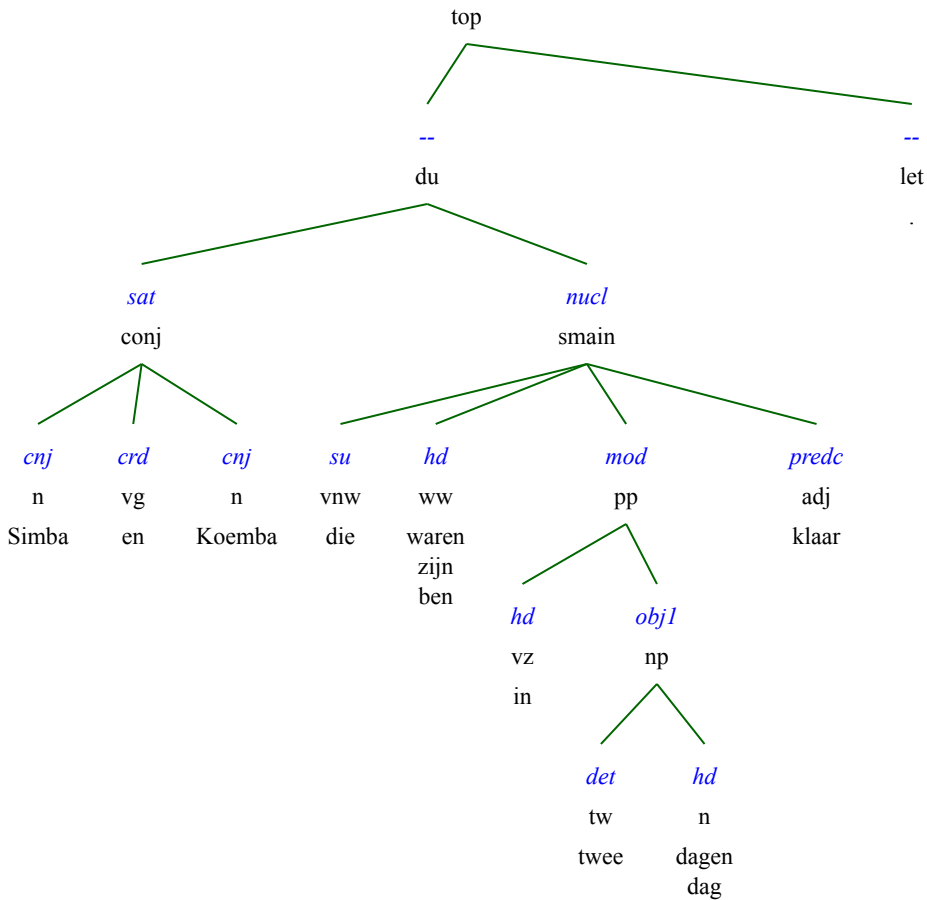 top
-- --
du let
.
sat nucl
conj smain
cnj crd cnj su hd mod predc
n vg n vnw ww pp adj
Simba en Koemba die waren klaar
zijn
ben
hd obj1
vz np
in
det hd
tw n
twee dagen
dag